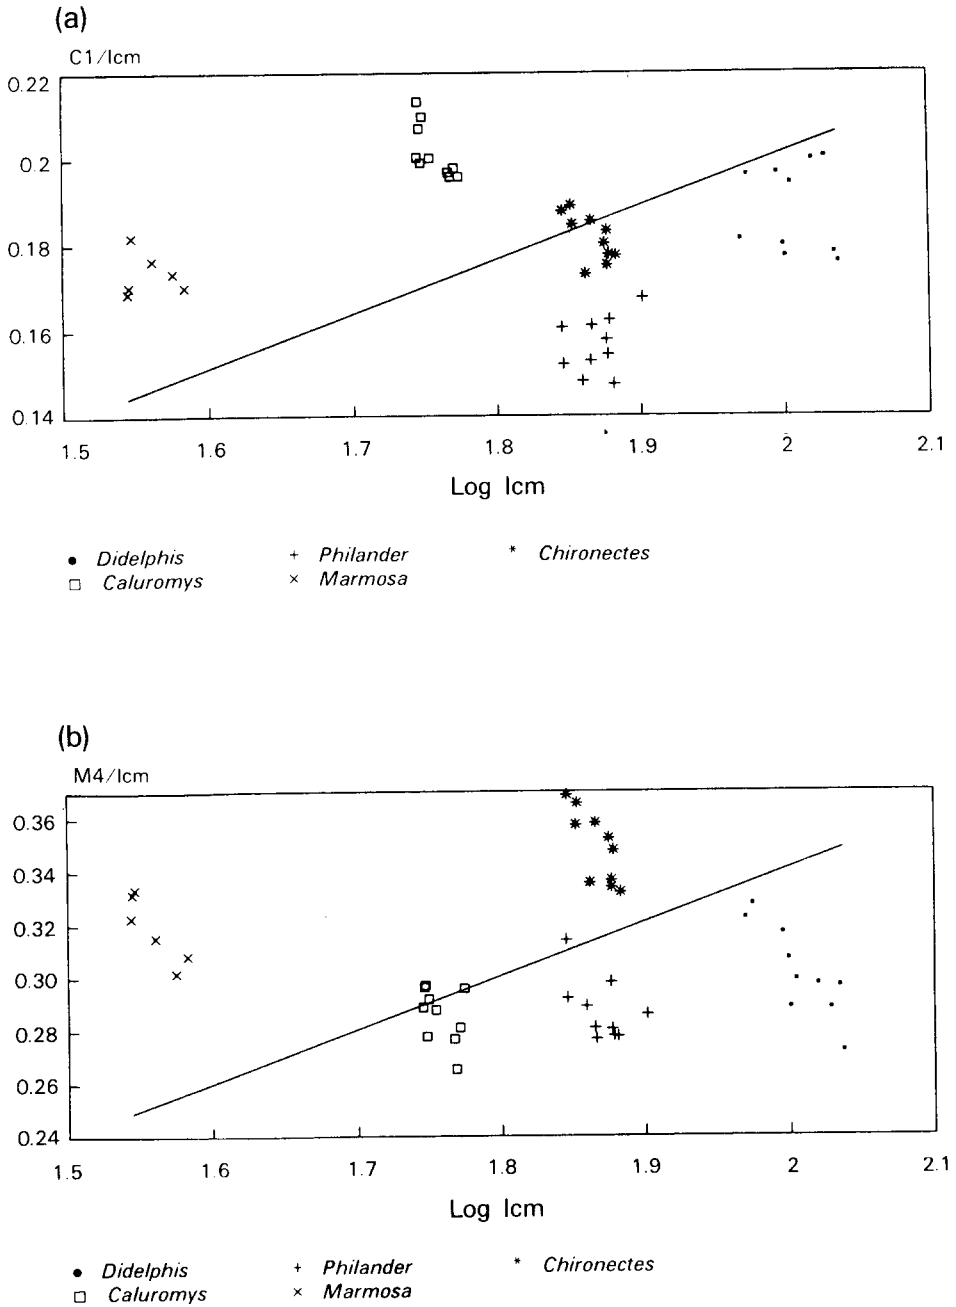 (a)
C1/lcm
0.22
0.2
0.18
0.16
0.14
1.5 1.6 1.7 1.8 1.9 2 2.1
Log lcm
Didelphis Philander Chironectes
Caluromys Marmosa
(b)
M4/lcm
0.36
0.34
0.32
0.30
0.28
0.26
0.24
1.5 1.6 1.7 1.8 1.9 2 2.1
Log lcm
Didelphis Philander Chironectes
Caluromys Marmosa